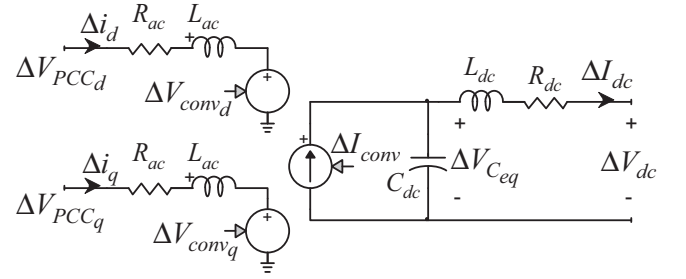 Δi_d R_ac L_ac
+
ΔV_PCC_d
ΔV_conv_d
+
Δi_q R_ac L_ac
+
ΔV_PCC_q
ΔV_conv_q
+
L_dc R_dc ΔI_dc
+ + +
ΔI_conv
C_dc
ΔV_C_eq
ΔV_dc
- -